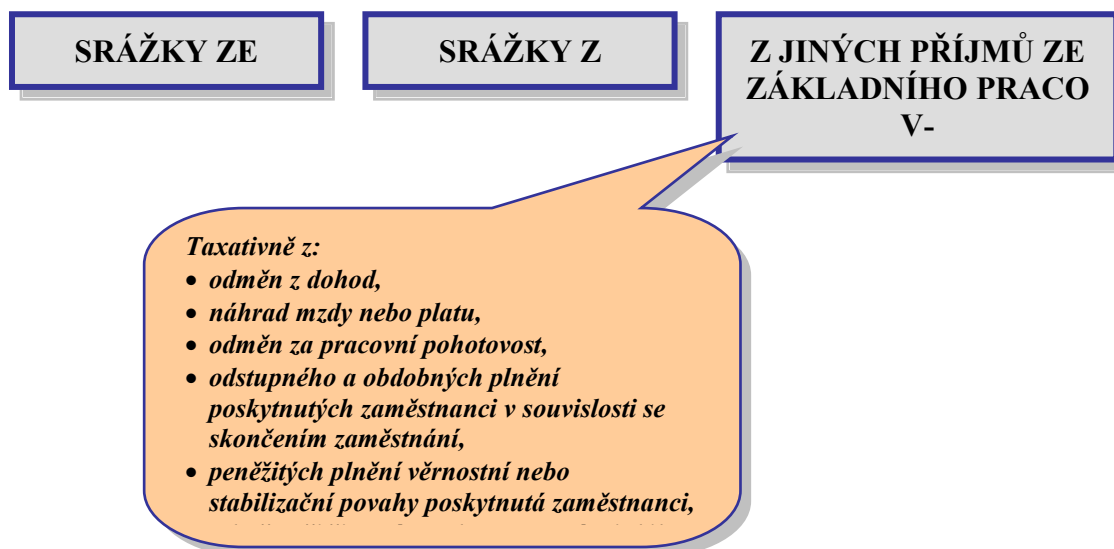 SRÁŽKY ZE
SRÁŽKY Z
Z JINÝCH PŘÍJMŮ ZE
ZÁKLADNÍHO PRACO
V-
Taxativně z:
• odměn z dohod,
• náhrad mzdy nebo platu,
• odměn za pracovní pohotovost,
• odstupného a obdobných plnění
poskytnutých zaměstnanci v souvislosti se
skončením zaměstnání,
• peněžitých plnění věrnostní nebo
stabilizační povahy poskytnutá zaměstnanci,